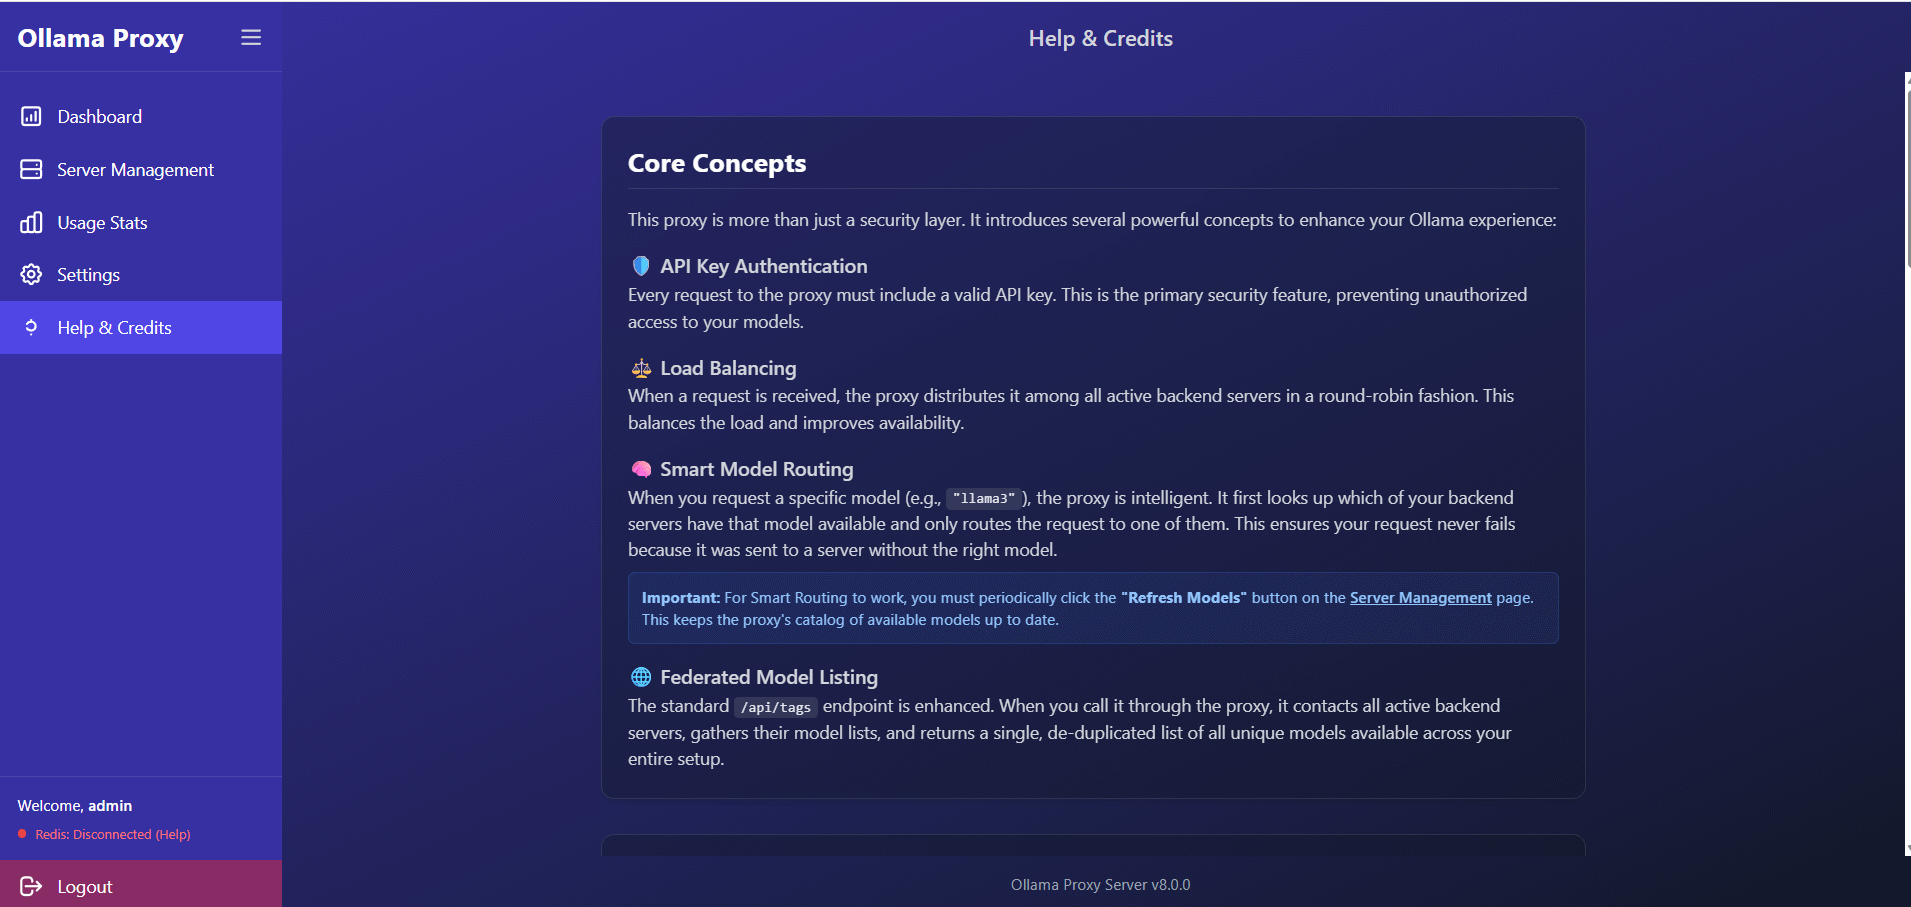 Ollama Proxy
Dashboard
Server Management
Usage Stats
Settings
Help & Credits
Welcome, admin
Redis: Disconnected (Help)
Logout
Help & Credits
Core Concepts
This proxy is more than just a security layer. It introduces several powerful concepts to enhance your Ollama experience:
API Key Authentication
Every request to the proxy must include a valid API key. This is the primary security feature, preventing unauthorized
access to your models.
Load Balancing
When a request is received, the proxy distributes it among all active backend servers in a round-robin fashion. This
balances the load and improves availability.
Smart Model Routing
When you request a specific model (e.g., "llama3"), the proxy is intelligent. It first looks up which of your backend
servers have that model available and only routes the request to one of them. This ensures your request never fails
because it was sent to a server without the right model.
Important: For Smart Routing to work, you must periodically click the "Refresh Models" button on the Server Management page.
This keeps the proxy's catalog of available models up to date.
Federated Model Listing
The standard /api/tags endpoint is enhanced. When you call it through the proxy, it contacts all active backend
servers, gathers their model lists, and returns a single, de-duplicated list of all unique models available across your
entire setup.
Ollama Proxy Server v8.0.0